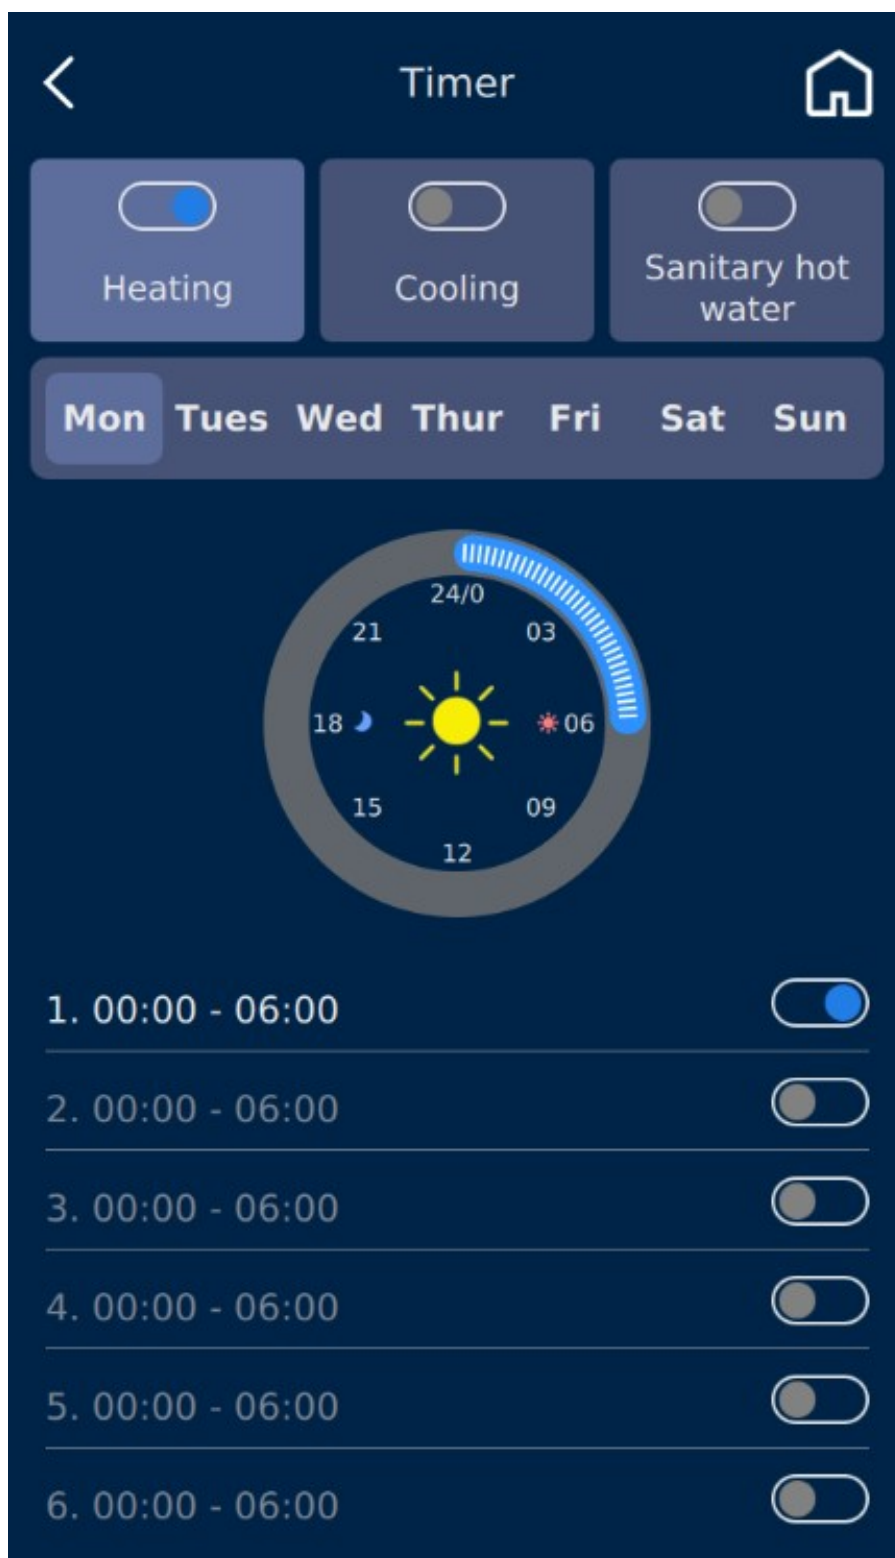 Timer
Heating
Cooling
Sanitary hot
water
Mon Tues Wed Thur Fri Sat Sun
24/0
21 03
18 06
15 09
12
1. 00:00 - 06:00
2. 00:00 - 06:00
3. 00:00 - 06:00
4. 00:00 - 06:00
5. 00:00 - 06:00
6. 00:00 - 06:00